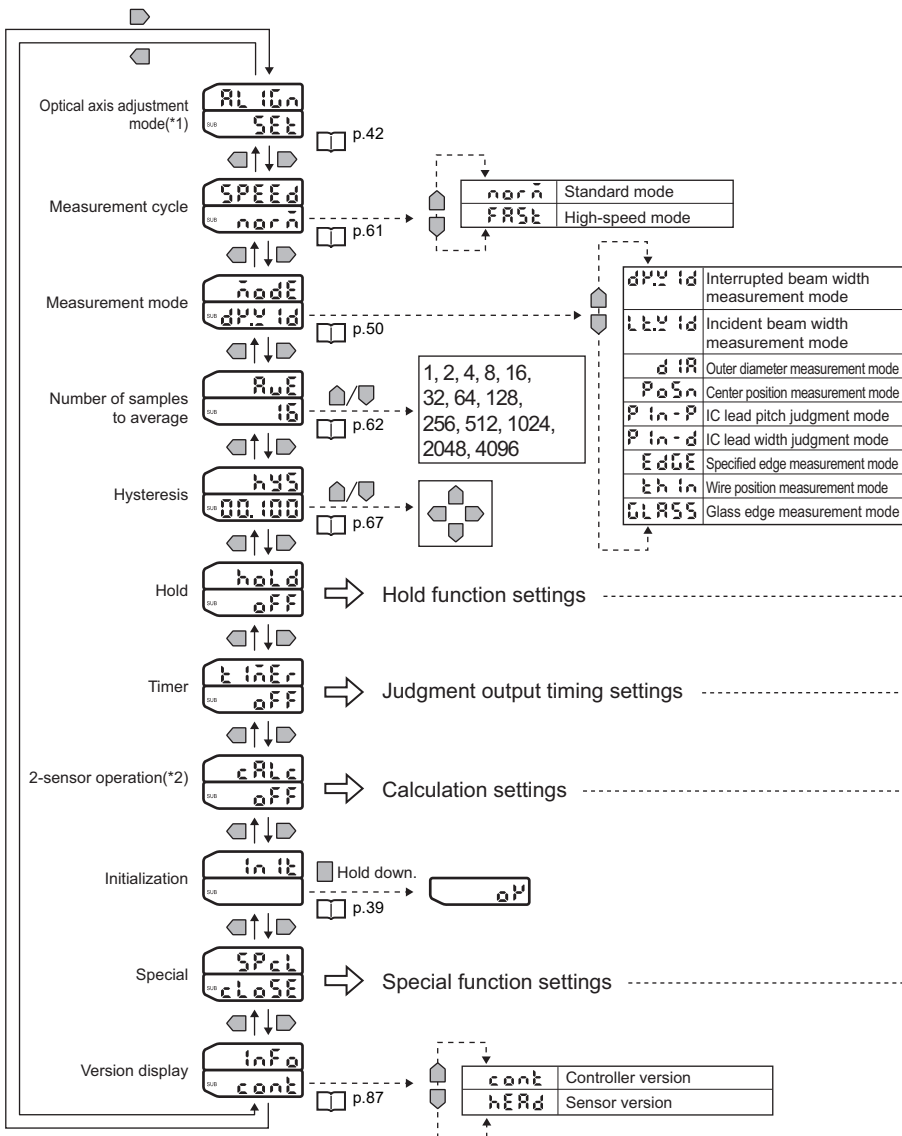 Optical axis adjustment
mode(*1)
AL IGn
SUB SEt
p.42
Measurement cycle
SPEEd
SUB norm
p.61
norm Standard mode
FASt High-speed mode
Measurement mode
modE
SUB dK.W Id
p.50
dK.W Id Interrupted beam width
measurement mode
Lt.W Id Incident beam width
measurement mode
d IA Outer diameter measurement mode
PoSn Center position measurement mode
P In-P IC lead pitch judgment mode
P In-d IC lead width judgment mode
EdGE Specified edge measurement mode
th In Wire position measurement mode
GLASS Glass edge measurement mode
Number of samples
to average
AvE
SUB 16
/
p.62
1, 2, 4, 8, 16,
32, 64, 128,
256, 512, 1024,
2048, 4096
Hysteresis
hYS
SUB 00.100
/
p.67
Hold
hoLd
SUB oFF
Hold function settings
Timer
t ImEr
SUB oFF
Judgment output timing settings
2-sensor operation(*2)
cALc
SUB oFF
Calculation settings
Initialization
In It
SUB
Hold down.
p.39
oK
Special
SPcL
SUB cLoSE
Special function settings
Version display
InFo
SUB cont
p.87
cont Controller version
hEAd Sensor version